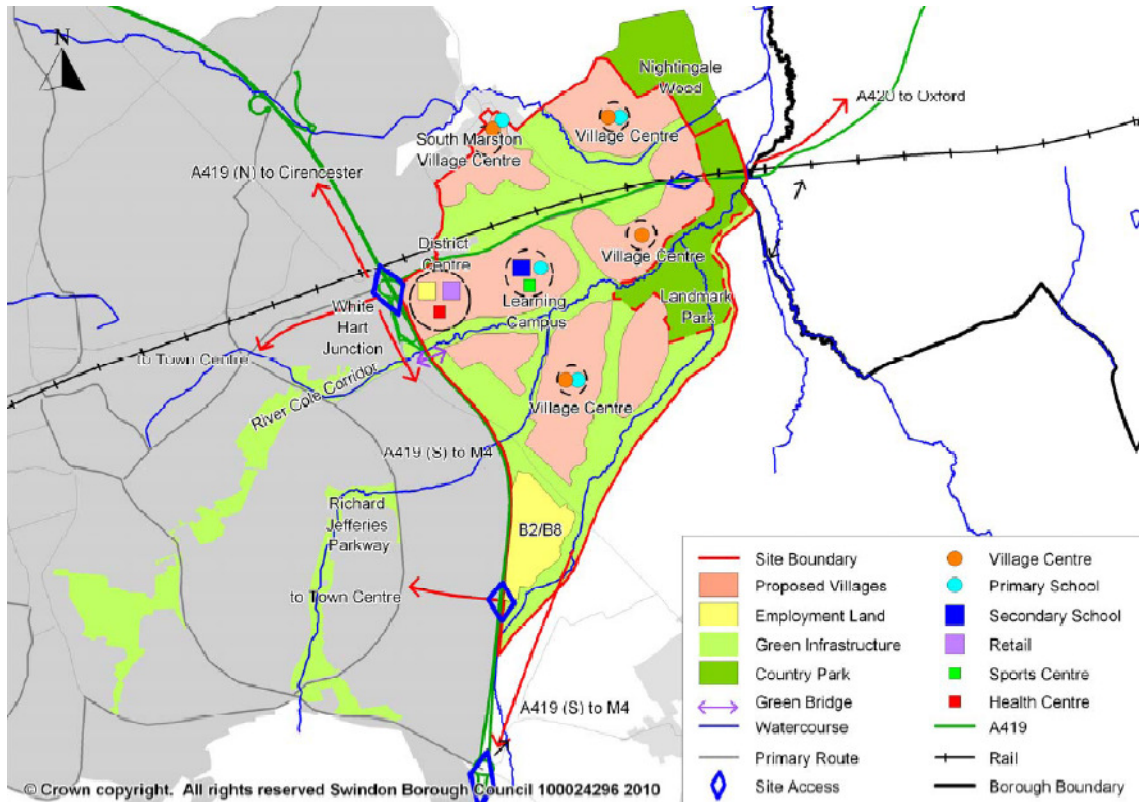 N
Nightingale
Wood
A420 to Oxford
South Marston
Village Centre
Village Centre
A419 (N) to Cirencester
District
Centre
Village Centre
Learning
Campus
Landmark
Park
White
Hart
Junction
to Town Centre
River Cole Corridor
Village Centre
A419 (S) to M4
Richard
Jefferies
Parkway
B2/B8
to Town Centre
A419 (S) to M4
Site Boundary
Proposed Villages
Employment Land
Green Infrastructure
Country Park
Green Bridge
Watercourse
Primary Route
Site Access
Village Centre
Primary School
Secondary School
Retail
Sports Centre
Health Centre
A419
Rail
Borough Boundary
© Crown copyright. All rights reserved Swindon Borough Council 100024296 2010